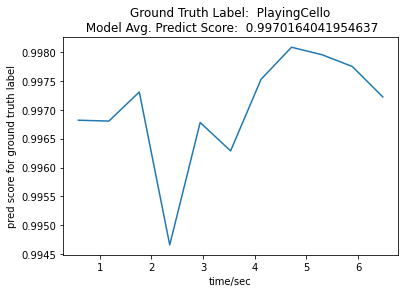 Ground Truth Label:  PlayingCello
Model Avg. Predict Score:  0.9970164041954637
pred score for ground truth label
0.9980
0.9975
0.9970
0.9965
0.9960
0.9955
0.9950
0.9945
1 2 3 4 5 6
time/sec